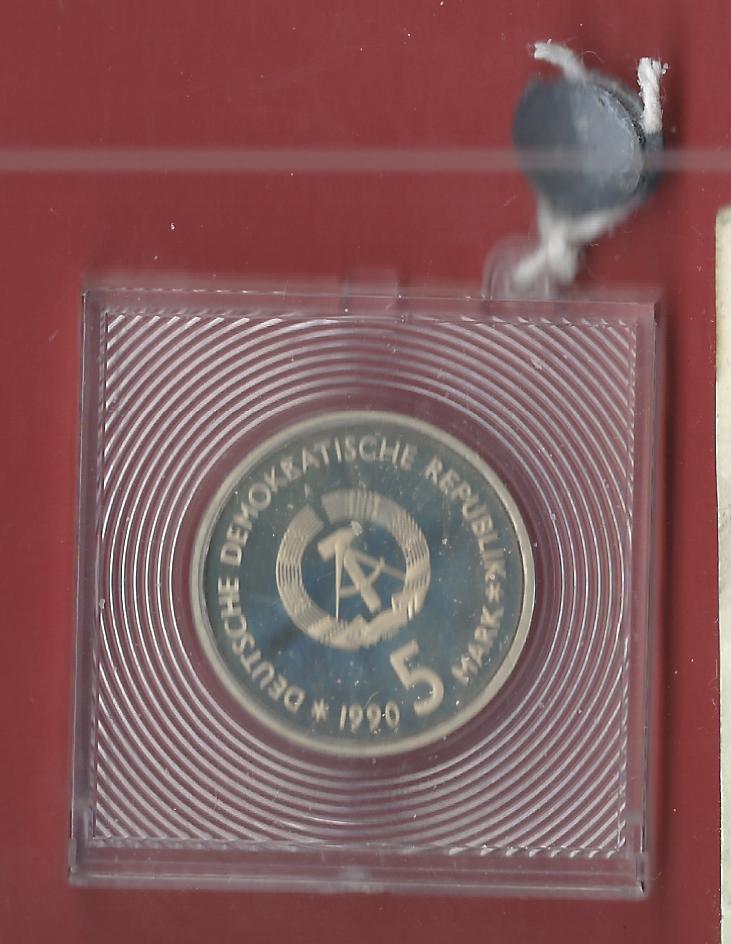 DEUTSCHE DEMOKRATISCHE REPUBLIK * 5 MARK * 1990